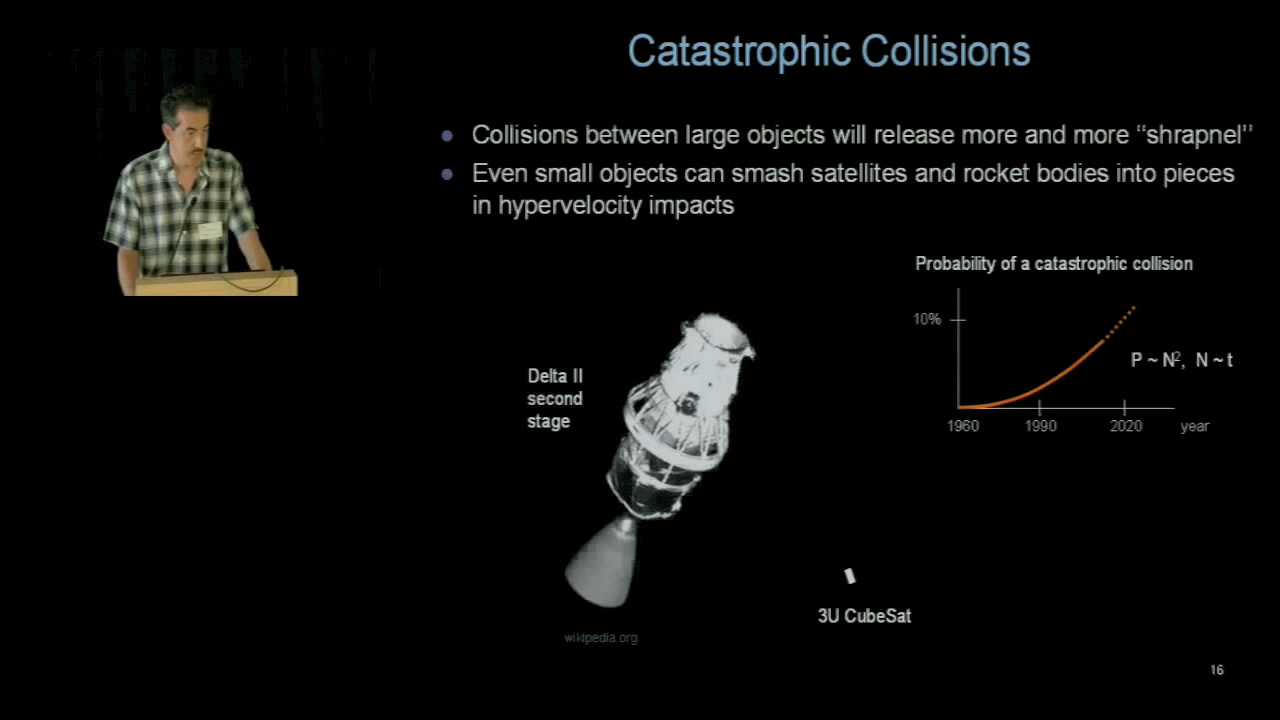 Catastrophic Collisions
Collisions between large objects will release more and more "shrapnel"
Even small objects can smash satellites and rocket bodies into pieces
in hypervelocity impacts
Probability of a catastrophic collision
10%
P ~ N², N ~ t
1960 1990 2020 year
Delta II
second
stage
3U CubeSat
wikipedia.org
16